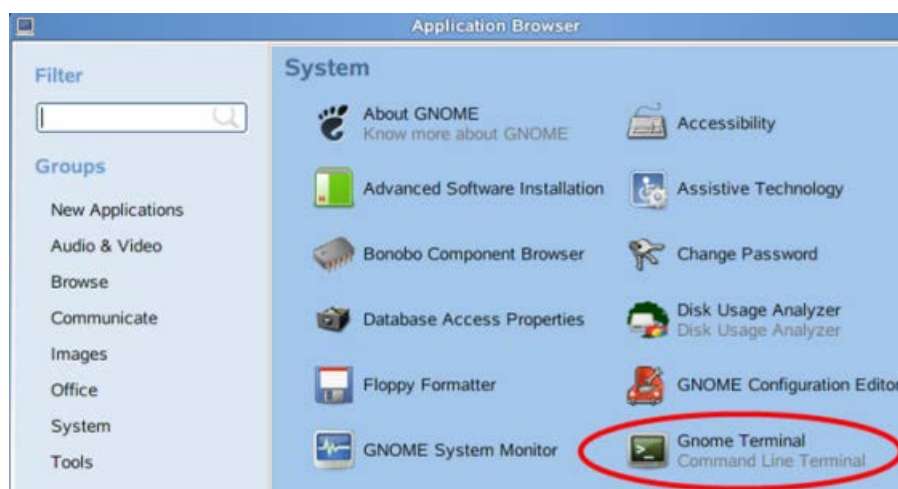 Application Browser
Filter
Groups
New Applications
Audio & Video
Browse
Communicate
Images
Office
System
Tools
System
About GNOME
Know more about GNOME
Accessibility
Advanced Software Installation
Assistive Technology
Bonobo Component Browser
Change Password
Database Access Properties
Disk Usage Analyzer
Disk Usage Analyzer
Floppy Formatter
GNOME Configuration Editor
GNOME System Monitor
Gnome Terminal
Command Line Terminal